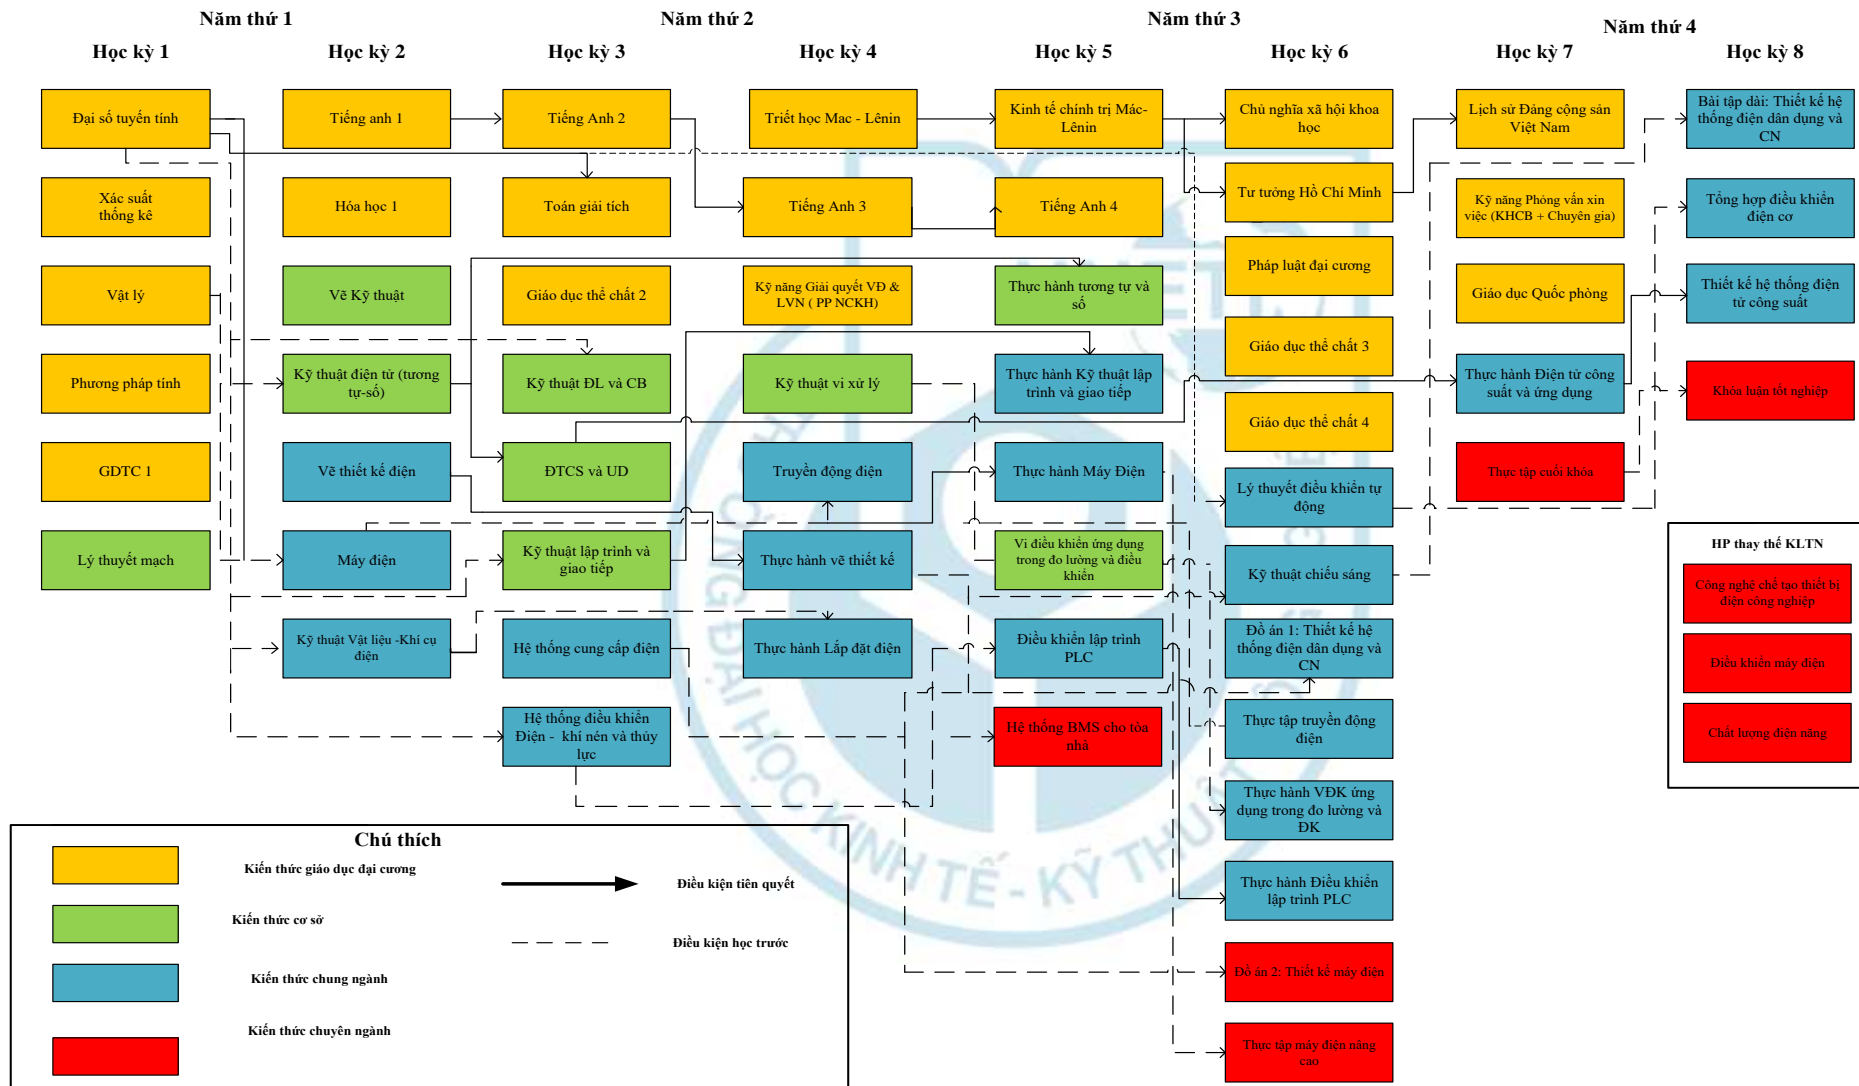 Năm thứ 1
Năm thứ 2
Năm thứ 3
Năm thứ 4
Học kỳ 1
Học kỳ 2
Học kỳ 3
Học kỳ 4
Học kỳ 5
Học kỳ 6
Học kỳ 7
Học kỳ 8
Đại số tuyến tính
Xác suất
thống kê
Vật lý
Phương pháp tính
GDTC 1
Lý thuyết mạch
Tiếng anh 1
Hóa học 1
Vẽ Kỹ thuật
Kỹ thuật điện tử (tương
tự-số)
Vẽ thiết kế điện
Máy điện
Kỹ thuật Vật liệu -Khí cụ
điện
Tiếng Anh 2
Toán giải tích
Giáo dục thể chất 2
Kỹ thuật ĐL và CB
ĐTCS và UD
Kỹ thuật lập trình và
giao tiếp
Hệ thống cung cấp điện
Hệ thống điều khiển
Điện - khí nén và thủy
lực
Triết học Mac - Lênin
Tiếng Anh 3
Kỹ năng Giải quyết VĐ &
LVN ( PP NCKH)
Kỹ thuật vi xử lý
Truyền động điện
Thực hành vẽ thiết kế
Thực hành Lắp đặt điện
Kinh tế chính trị Mác-
Lênin
Tiếng Anh 4
Thực hành tương tự và
số
Thực hành Kỹ thuật lập
trình và giao tiếp
Thực hành Máy Điện
Vi điều khiển ứng dụng
trong đo lường và điều
khiển
Điều khiển lập trình
PLC
Hệ thống BMS cho tòa
nhà
Chủ nghĩa xã hội khoa
học
Tư tưởng Hồ Chí Minh
Pháp luật đại cương
Giáo dục thể chất 3
Giáo dục thể chất 4
Lý thuyết điều khiển tự
động
Kỹ thuật chiếu sáng
Đồ án 1: Thiết kế hệ
thống điện dân dụng và
CN
Thực tập truyền động
điện
Thực hành VĐK ứng
dụng trong đo lường và
ĐK
Thực hành Điều khiển
lập trình PLC
Đồ án 2: Thiết kế máy điện
Thực tập máy điện nâng
cao
Lịch sử Đảng cộng sản
Việt Nam
Kỹ năng Phỏng vấn xin
việc (KHCB + Chuyên gia)
Giáo dục Quốc phòng
Thực hành Điện tử công
suất và ứng dụng
Thực tập cuối khóa
Bài tập dài: Thiết kế hệ
thống điện dân dụng và
CN
Tổng hợp điều khiển
điện cơ
Thiết kế hệ thống điện
tử công suất
Khóa luận tốt nghiệp
HP thay thế KLTN
Công nghệ chế tạo thiết bị
điện công nghiệp
Điều khiển máy điện
Chất lượng điện năng
Chú thích
Kiến thức giáo dục đại cương
Kiến thức cơ sở
Kiến thức chung ngành
Kiến thức chuyên ngành
Điều kiện tiên quyết
Điều kiện học trước
ĐẠI HỌC KINH TẾ - KỸ THUẬT